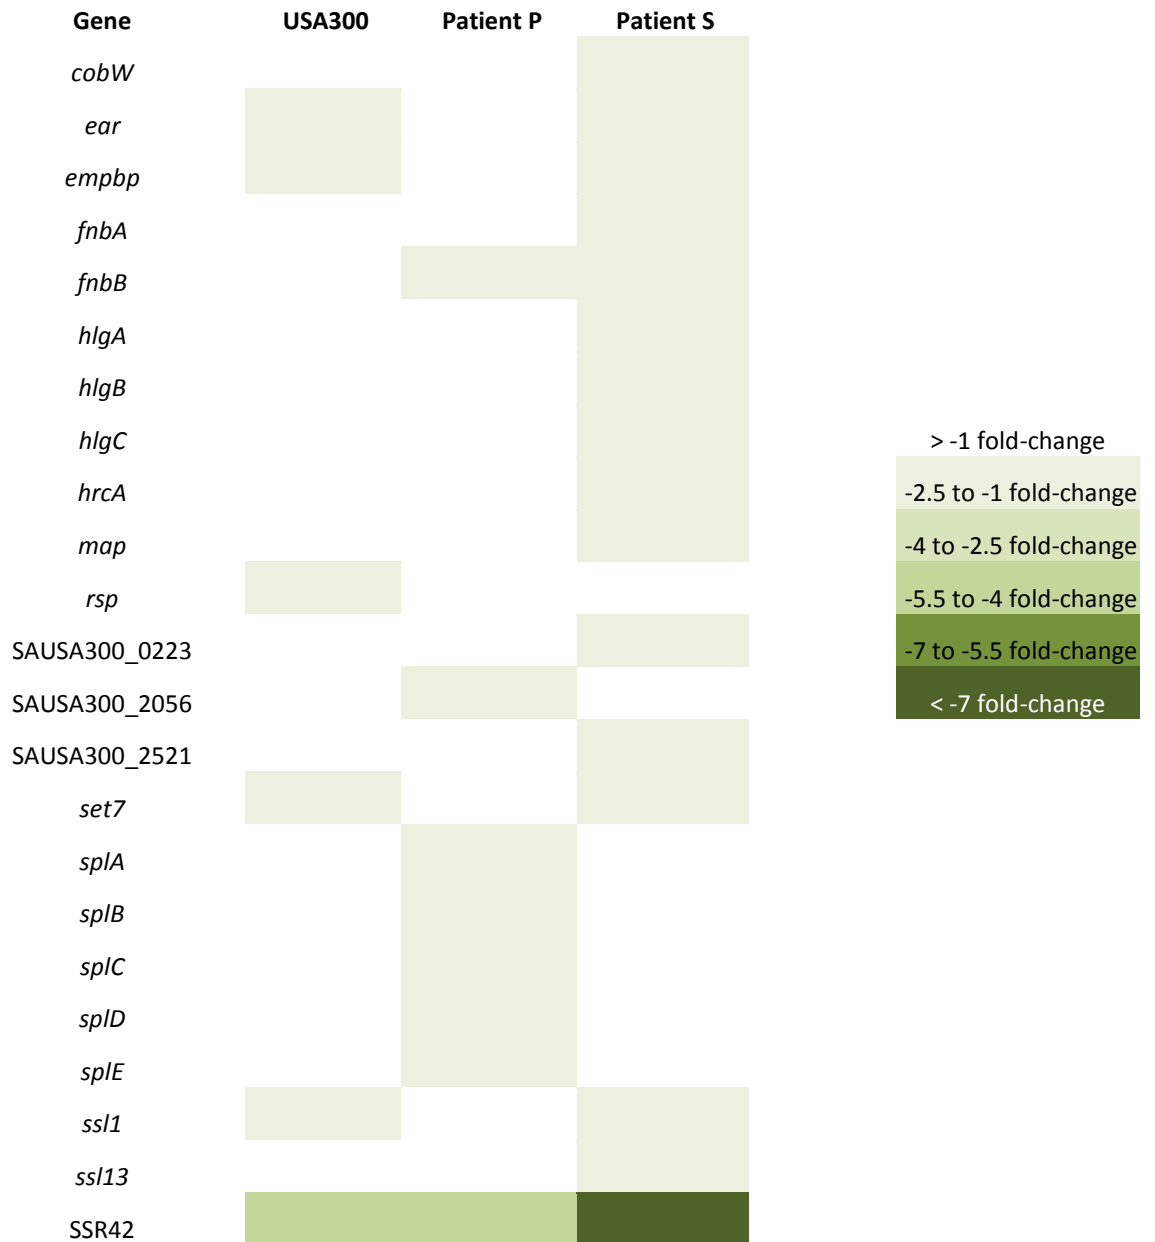 Gene USA300 Patient P Patient S
cobW
ear
empbp
fnbA
fnbB
hlgA
hlgB
hlgC
> -1 fold-change
hrcA
-2.5 to -1 fold-change
map
-4 to -2.5 fold-change
rsp
-5.5 to -4 fold-change
SAUSA300_0223
-7 to -5.5 fold-change
SAUSA300_2056
< -7 fold-change
SAUSA300_2521
set7
splA
splB
splC
splD
splE
ssl1
ssl13
SSR42